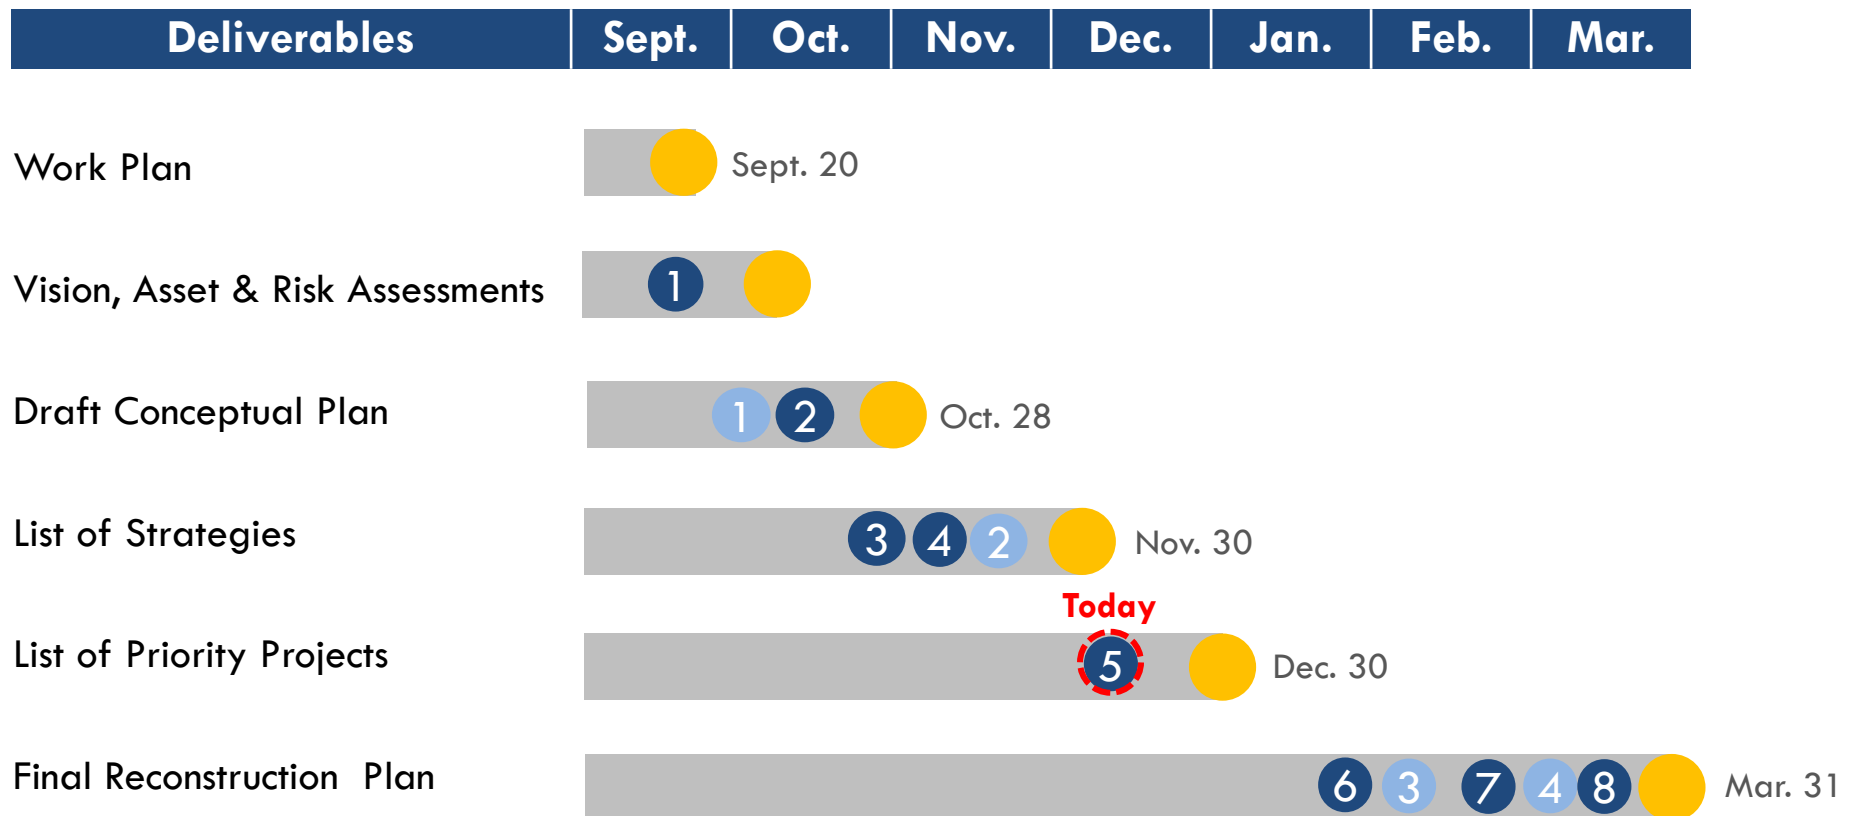 Deliverables Sept. Oct. Nov. Dec. Jan. Feb. Mar.
Work Plan Sept. 20
Vision, Asset & Risk Assessments 1
Draft Conceptual Plan 1 2 Oct. 28
List of Strategies 3 4 2 Nov. 30
Today
List of Priority Projects 5 Dec. 30
Final Reconstruction Plan 6 3 7 4 8 Mar. 31